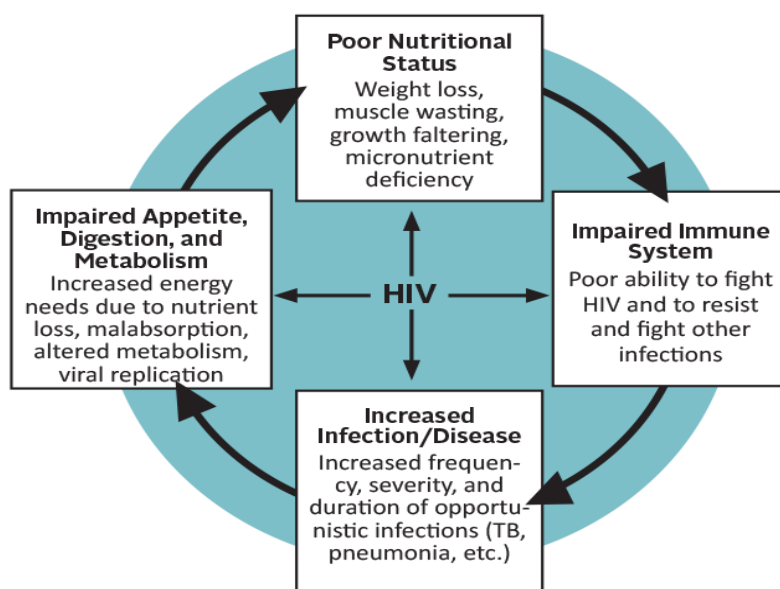 Poor Nutritional
Status
Weight loss,
muscle wasting,
growth faltering,
micronutrient
deficiency
Impaired Appetite,
Digestion, and
Metabolism
Increased energy
needs due to nutrient
loss, malabsorption,
altered metabolism,
viral replication
HIV
Impaired Immune
System
Poor ability to fight
HIV and to resist
and fight other
infections
Increased
Infection/Disease
Increased frequen-
cy, severity, and
duration of opportu-
nistic infections (TB,
pneumonia, etc.)